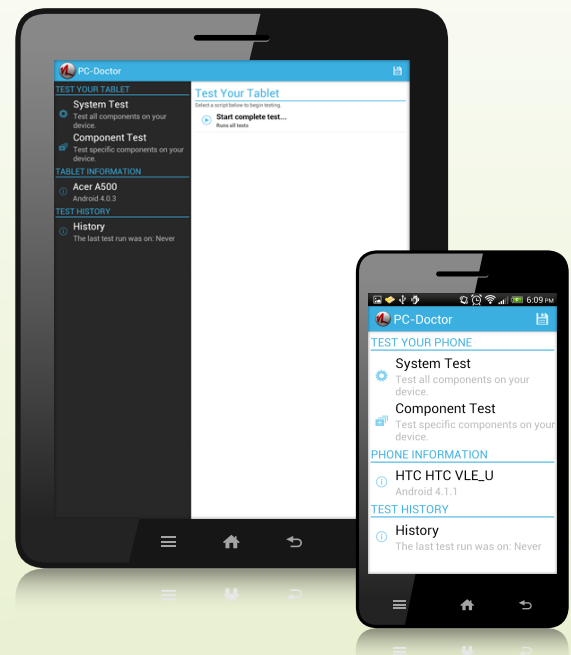 PC-Doctor
TEST YOUR TABLET
System Test
Test all components on your
device.
Component Test
Test specific components on your
device.
TABLET INFORMATION
Acer A500
Android 4.0.3
TEST HISTORY
History
The last test run was on: Never
Test Your Tablet
Select a script below to begin testing.
Start complete test...
Runs all tests
6:09 PM
PC-Doctor
TEST YOUR PHONE
System Test
Test all components on your
device.
Component Test
Test specific components on your
device.
PHONE INFORMATION
HTC HTC VLE_U
Android 4.1.1
TEST HISTORY
History
The last test run was on: Never